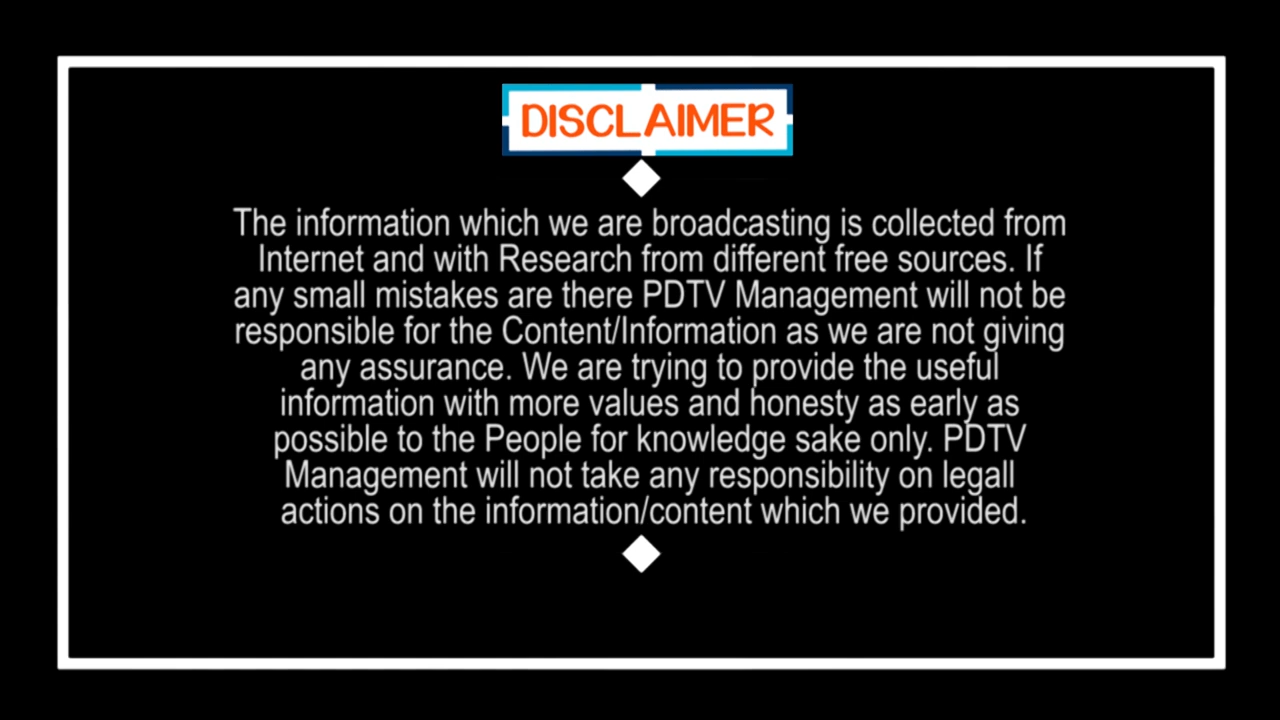 DISCLAIMER
The information which we are broadcasting is collected from
Internet and with Research from different free sources. If
any small mistakes are there PDTV Management will not be
responsible for the Content/Information as we are not giving
any assurance. We are trying to provide the useful
information with more values and honesty as early as
possible to the People for knowledge sake only. PDTV
Management will not take any responsibility on legall
actions on the information/content which we provided.